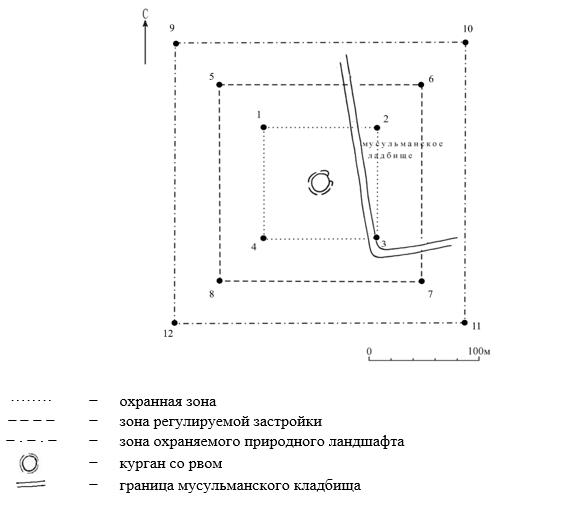 С
9
10
5
6
1
2
мусульманское
ладбище
4
3
8
7
12
11
0
100м
– охранная зона
– зона регулируемой застройки
– зона охраняемого природного ландшафта
– курган со рвом
– граница мусульманского кладбища